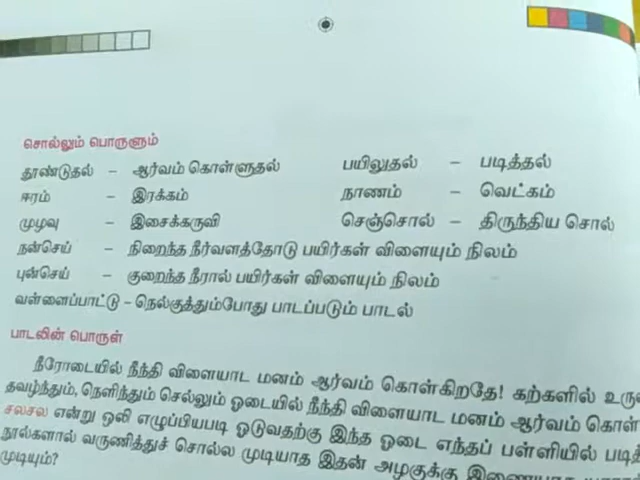 சொல்லும் பொருளும்
தூண்டுதல் – ஆர்வம் கொள்ளுதல் பயிலுதல் – படித்தல்
ஈரம் – இரக்கம் நாணம் – வெட்கம்
முழவு – இசைக்கருவி செஞ்சொல் – திருந்திய சொல்
நன்செய் – நிறைந்த நீர்வளத்தோடு பயிர்கள் விளையும் நிலம்
புன்செய் – குறைந்த நீரால் பயிர்கள் விளையும் நிலம்
வள்ளைப்பாட்டு – நெல்குத்தும்போது பாடப்படும் பாடல்
பாடலின் பொருள்
நீரோடையில் நீந்தி விளையாட மனம் ஆர்வம் கொள்கிறதே! கற்களில்
தவழ்ந்தும், நெளிந்தும் செல்லும் ஓடையில் நீந்தி விளையாட மனம் ஆர்வம்
சலசல என்று ஒலி எழுப்பியபடி ஓடுவதற்கு இந்த ஓடை எந்தப் பள்ளியில்
நூல்களால் வருணித்துச் சொல்ல முடியாத இதன் அழகுக்கு
முடியும்?